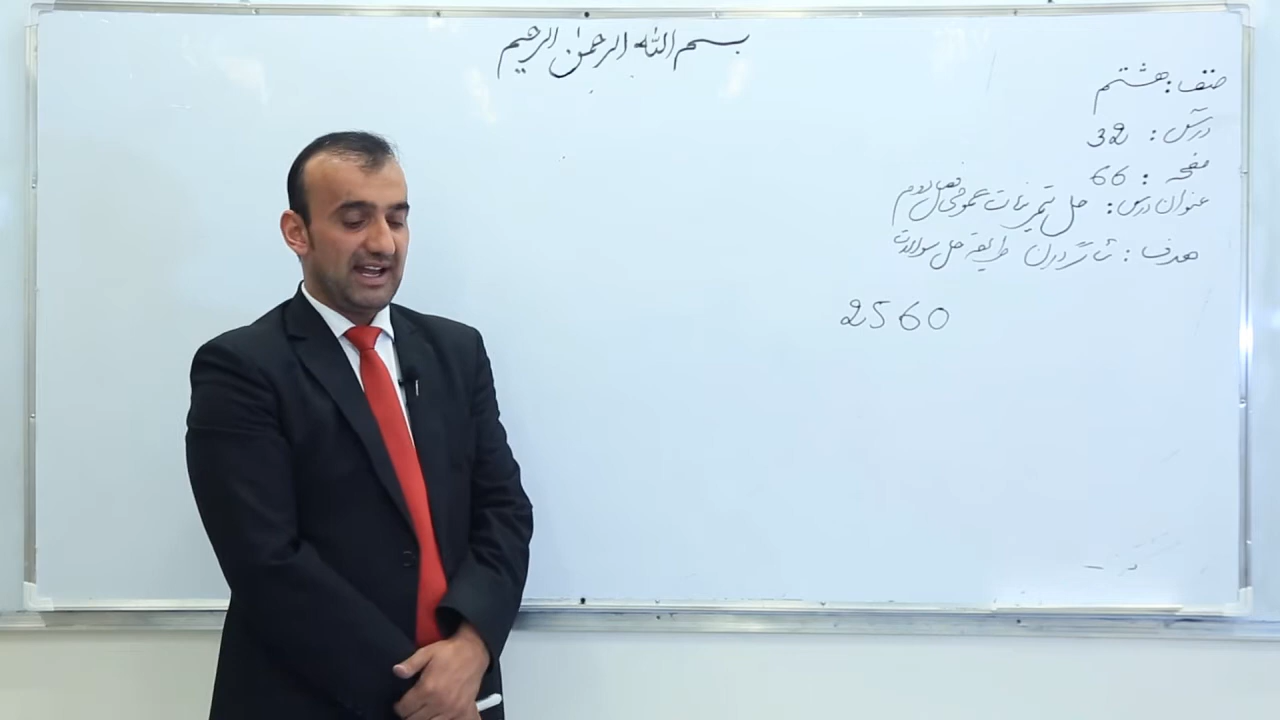 بسم الله الرحمٰن الرحیم
صنف: هشتم
درس: 32
صفحه: 66
عنوان درس: حل تمرینات عمومی فصل دوم
هدف: شاگردان طریقه حل سوالات
2560